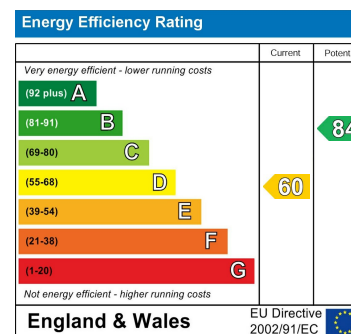 Energy Efficiency Rating
Current Potent
Very energy efficient - lower running costs
(92 plus) A
(81-91) B
84
(69-80) C
(55-68) D
60
(39-54) E
(21-38) F
(1-20) G
Not energy efficient - higher running costs
England & Wales
EU Directive
2002/91/EC